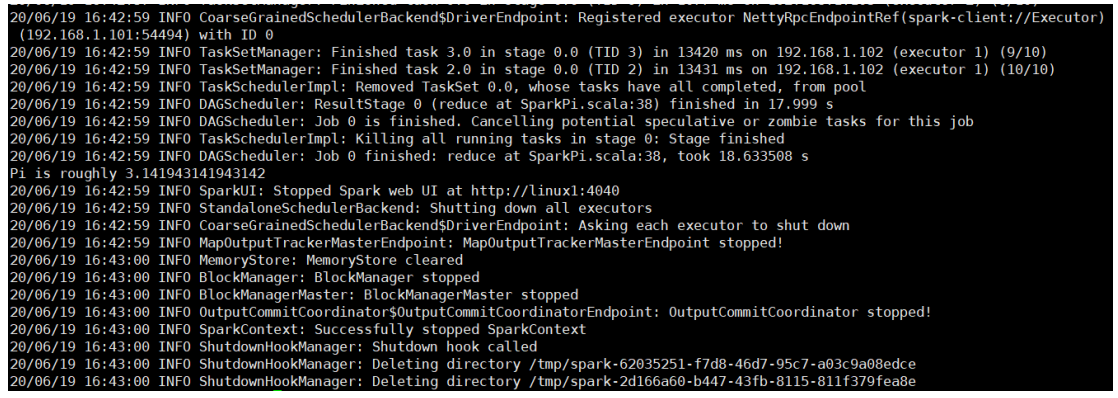 20/06/19 16:42:59 INFO CoarseGrainedSchedulerBackend$DriverEndpoint: Registered executor NettyRpcEndpointRef(spark-client://Executor)
(192.168.1.101:54494) with ID 0
20/06/19 16:42:59 INFO TaskSetManager: Finished task 3.0 in stage 0.0 (TID 3) in 13420 ms on 192.168.1.102 (executor 1) (9/10)
20/06/19 16:42:59 INFO TaskSetManager: Finished task 2.0 in stage 0.0 (TID 2) in 13431 ms on 192.168.1.102 (executor 1) (10/10)
20/06/19 16:42:59 INFO TaskSchedulerImpl: Removed TaskSet 0.0, whose tasks have all completed, from pool
20/06/19 16:42:59 INFO DAGScheduler: ResultStage 0 (reduce at SparkPi.scala:38) finished in 17.999 s
20/06/19 16:42:59 INFO DAGScheduler: Job 0 is finished. Cancelling potential speculative or zombie tasks for this job
20/06/19 16:42:59 INFO TaskSchedulerImpl: Killing all running tasks in stage 0: Stage finished
20/06/19 16:42:59 INFO DAGScheduler: Job 0 finished: reduce at SparkPi.scala:38, took 18.633508 s
Pi is roughly 3.141943141943142
20/06/19 16:42:59 INFO SparkUI: Stopped Spark web UI at http://linux1:4040
20/06/19 16:42:59 INFO StandaloneSchedulerBackend: Shutting down all executors
20/06/19 16:42:59 INFO CoarseGrainedSchedulerBackend$DriverEndpoint: Asking each executor to shut down
20/06/19 16:42:59 INFO MapOutputTrackerMasterEndpoint: MapOutputTrackerMasterEndpoint stopped!
20/06/19 16:43:00 INFO MemoryStore: MemoryStore cleared
20/06/19 16:43:00 INFO BlockManager: BlockManager stopped
20/06/19 16:43:00 INFO BlockManagerMaster: BlockManagerMaster stopped
20/06/19 16:43:00 INFO OutputCommitCoordinator$OutputCommitCoordinatorEndpoint: OutputCommitCoordinator stopped!
20/06/19 16:43:00 INFO SparkContext: Successfully stopped SparkContext
20/06/19 16:43:00 INFO ShutdownHookManager: Shutdown hook called
20/06/19 16:43:00 INFO ShutdownHookManager: Deleting directory /tmp/spark-62035251-f7d8-46d7-95c7-a03c9a08edce
20/06/19 16:43:00 INFO ShutdownHookManager: Deleting directory /tmp/spark-2d166a60-b447-43fb-8115-811f379fea8e